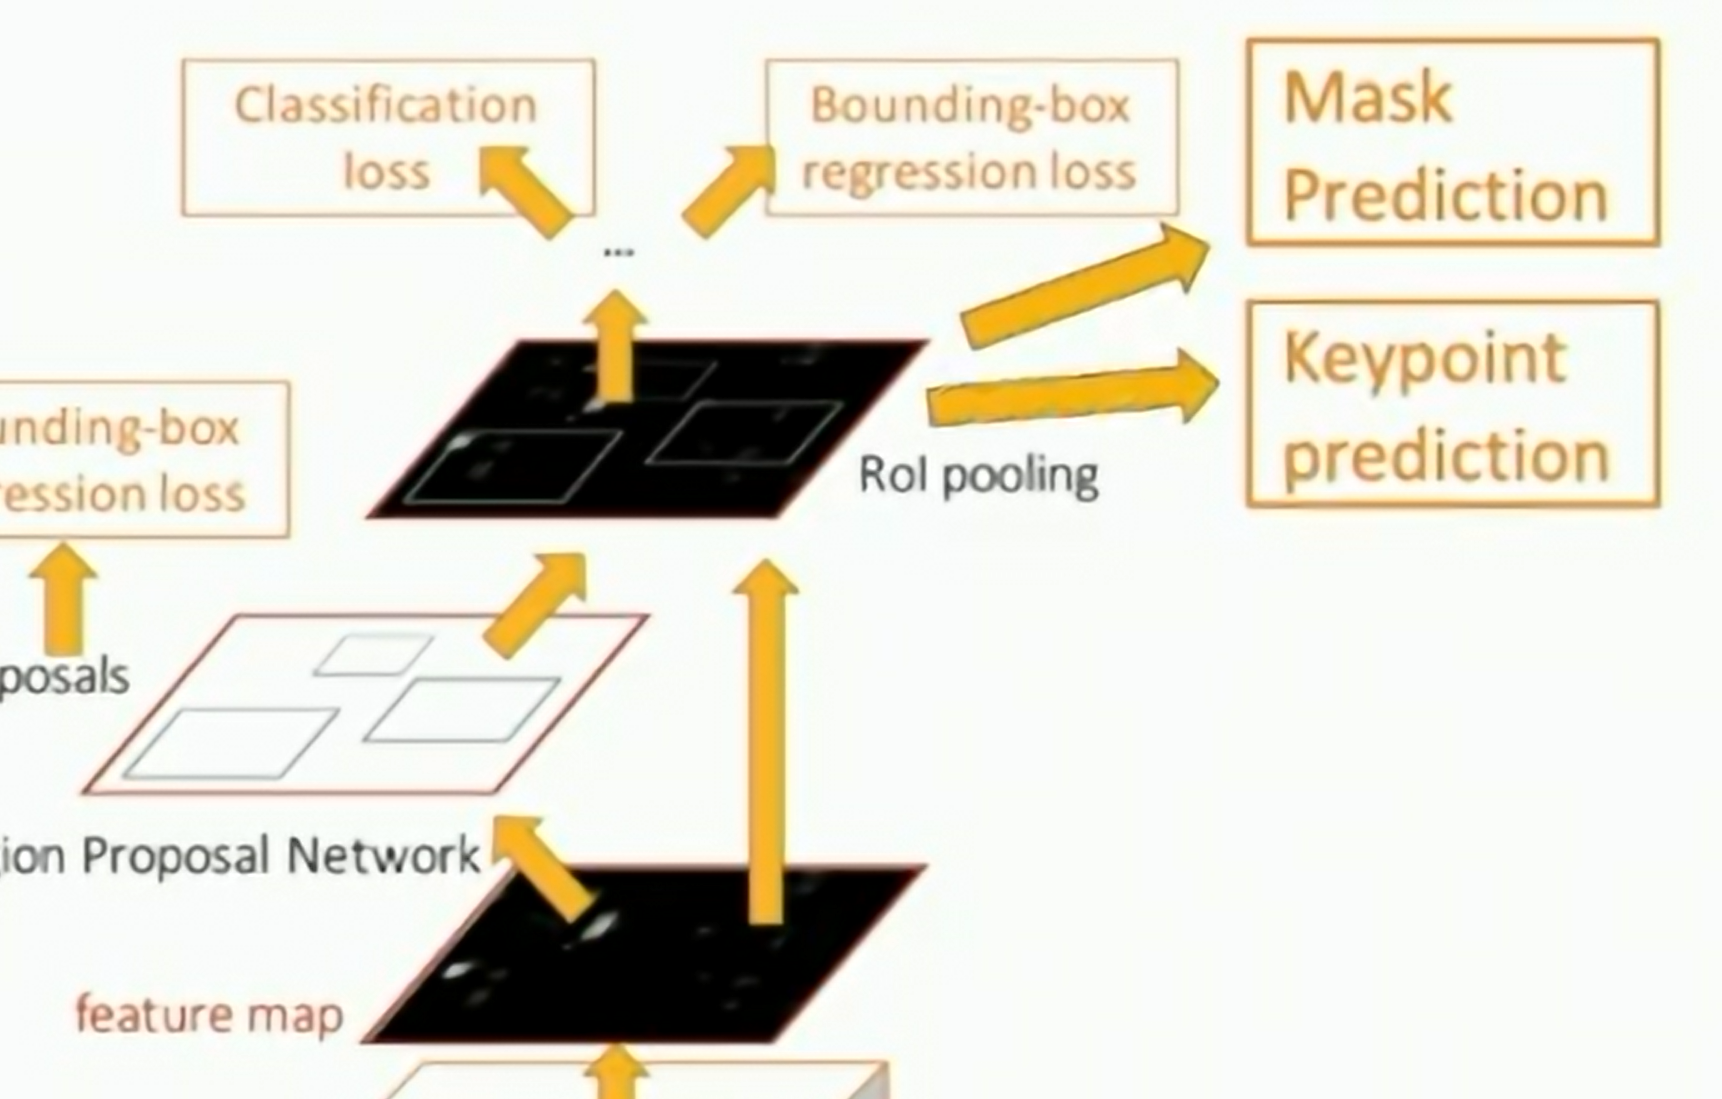 Classification
loss
Bounding-box
regression loss
Mask
Prediction
...
Keypoint
prediction
unding-box
ression loss
RoI pooling
posals
ion Proposal Network
feature map